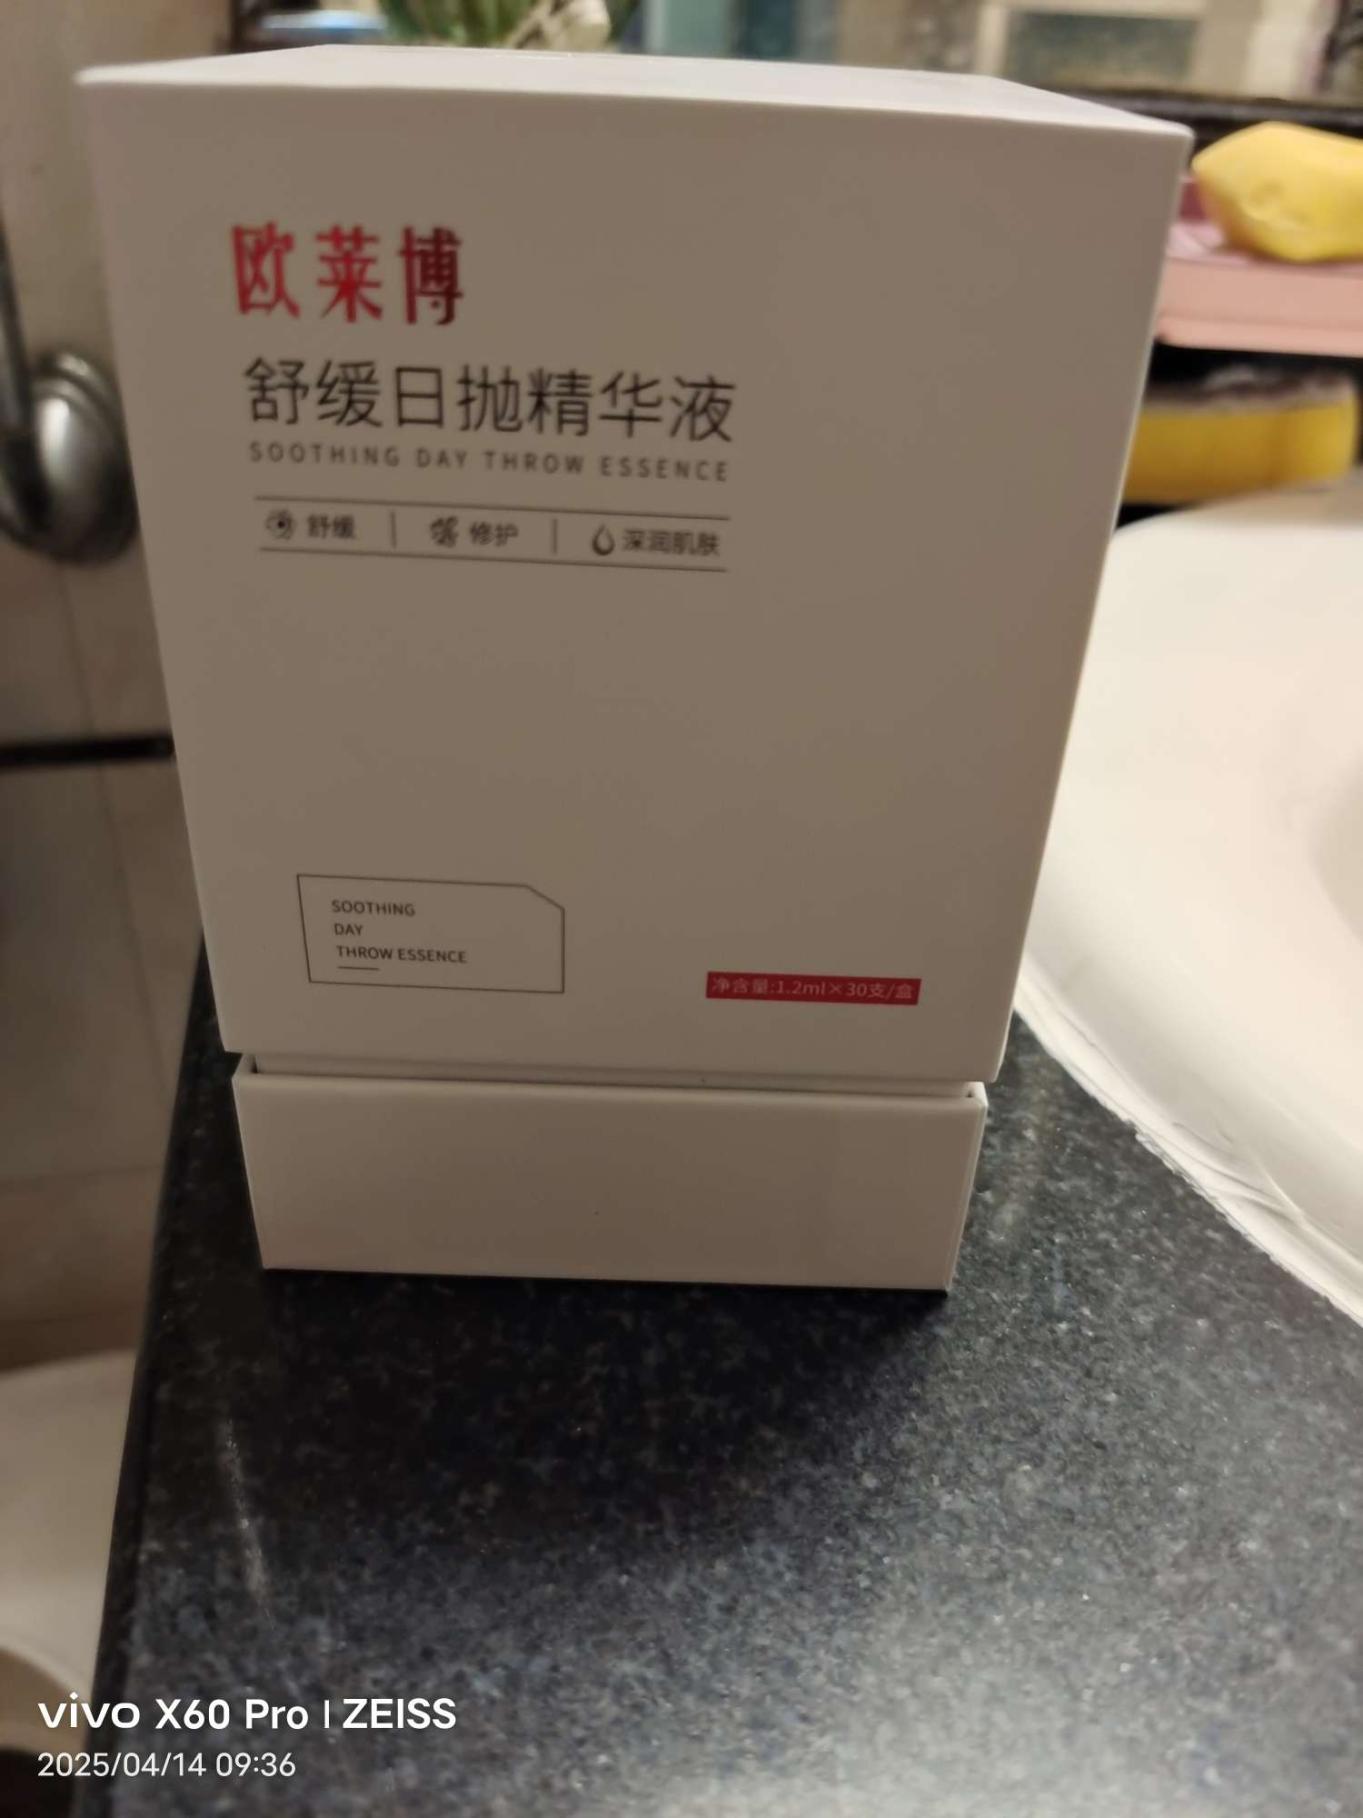 欧莱博
舒缓日抛精华液
SOOTHING DAY THROW ESSENCE
舒缓 | 修护 | 深润肌肤
SOOTHING
DAY
THROW ESSENCE
净含量:1.2ml×30支/盒
vivo X60 Pro | ZEISS
2025/04/14 09:36